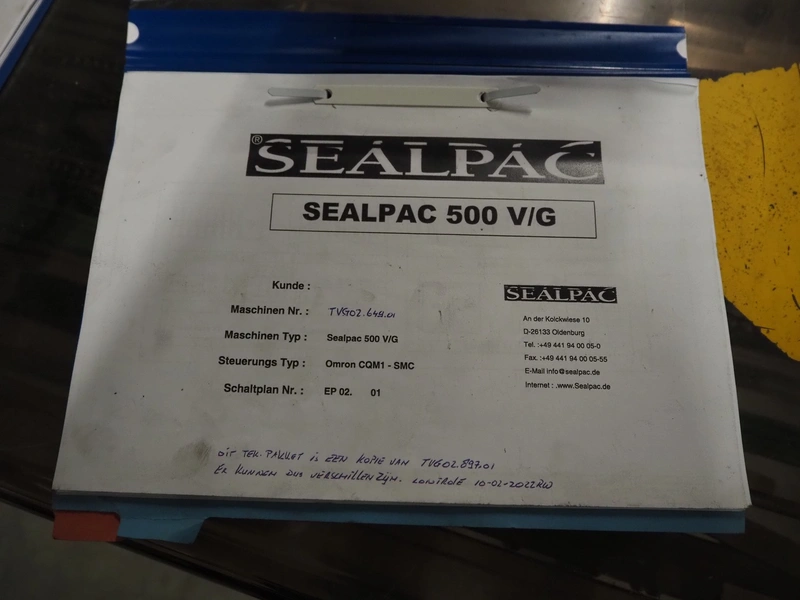 ® SEALPAC
SEALPAC 500 V/G
Kunde :
Maschinen Nr. : TVG02.649.01
Maschinen Typ : Sealpac 500 V/G
Steuerungs Typ : Omron CQM1 - SMC
Schaltplan Nr. : EP 02. 01
SEALPAC
An der Kolckwiese 10
D-26133 Oldenburg
Tel. :+49 441 94 00 05-0
Fax. :+49 441 94 00 05-55
E-Mail info@sealpac.de
Internet : .www.Sealpac.de
DIT TEK. PAKKET IS EEN KOPIE VAN TVG02.897.01
ER KUNNEN DUS VERSCHILLEN ZIJN. CONTROLE 10-02-2022